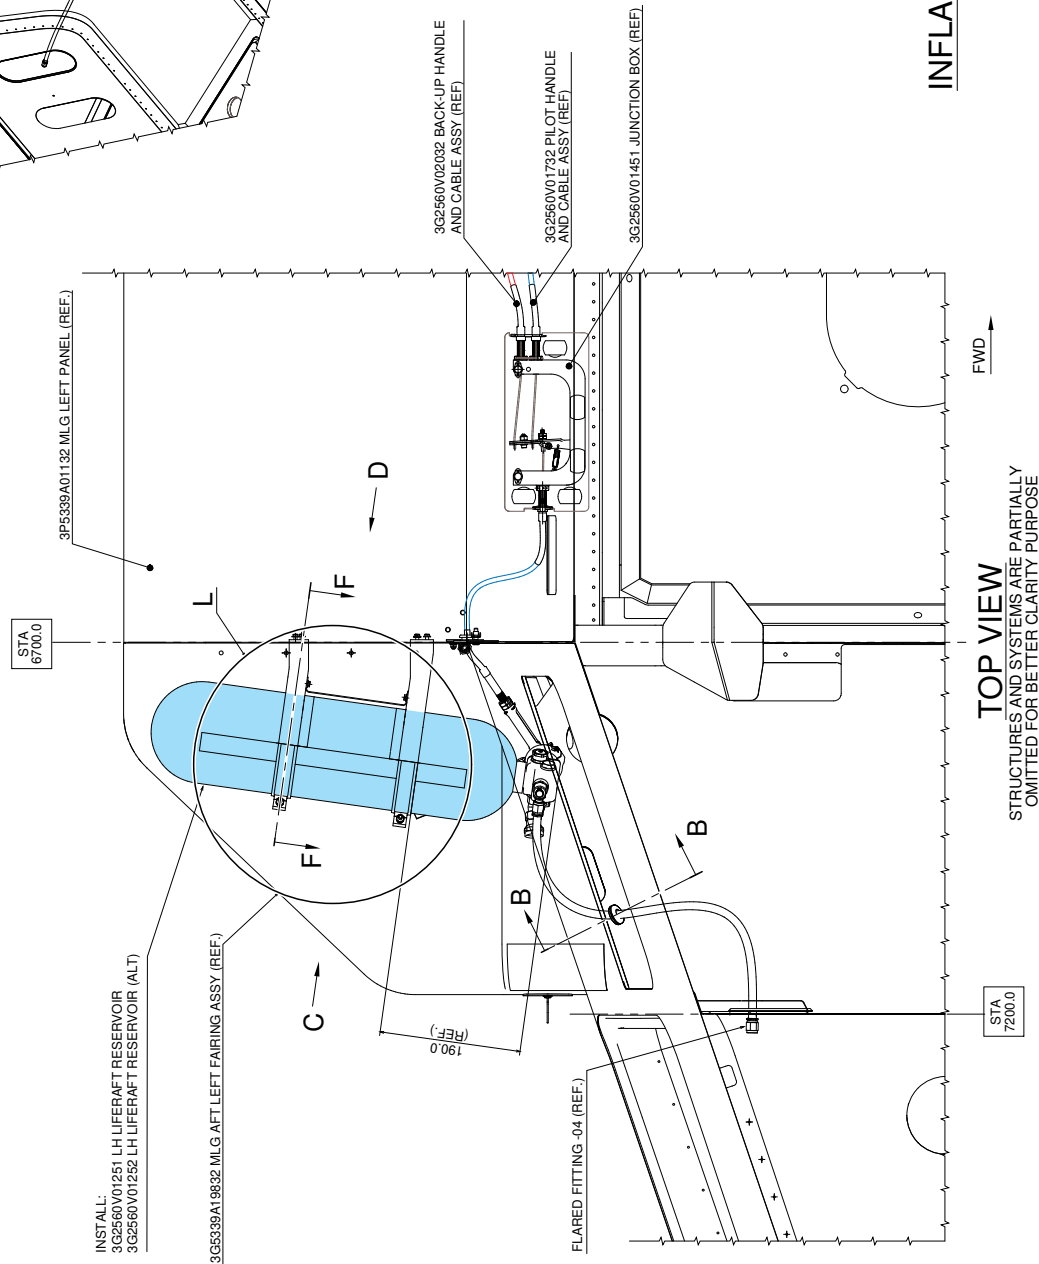 3G2560V02032 BACK-UP HANDLE
AND CABLE ASSY (REF)
3G2560V01732 PILOT HANDLE
AND CABLE ASSY (REF)
3G2560V01451 JUNCTION BOX (REF)
INFLA
3P5339A01132 MLG LEFT PANEL (REF.)
STA
6700.0
D
L
F
F
FWD
B
B
C
190.0
(REF.)
STA
7200.0
INSTALL:
3G2560V01251 LH LIFERAFT RESERVOIR
3G2560V01252 LH LIFERAFT RESERVOIR (ALT)
3G5339A19832 MLG AFT LEFT FAIRING ASSY (REF.)
FLARED FITTING -04 (REF.)
TOP VIEW
STRUCTURES AND SYSTEMS ARE PARTIALLY
OMITTED FOR BETTER CLARITY PURPOSE